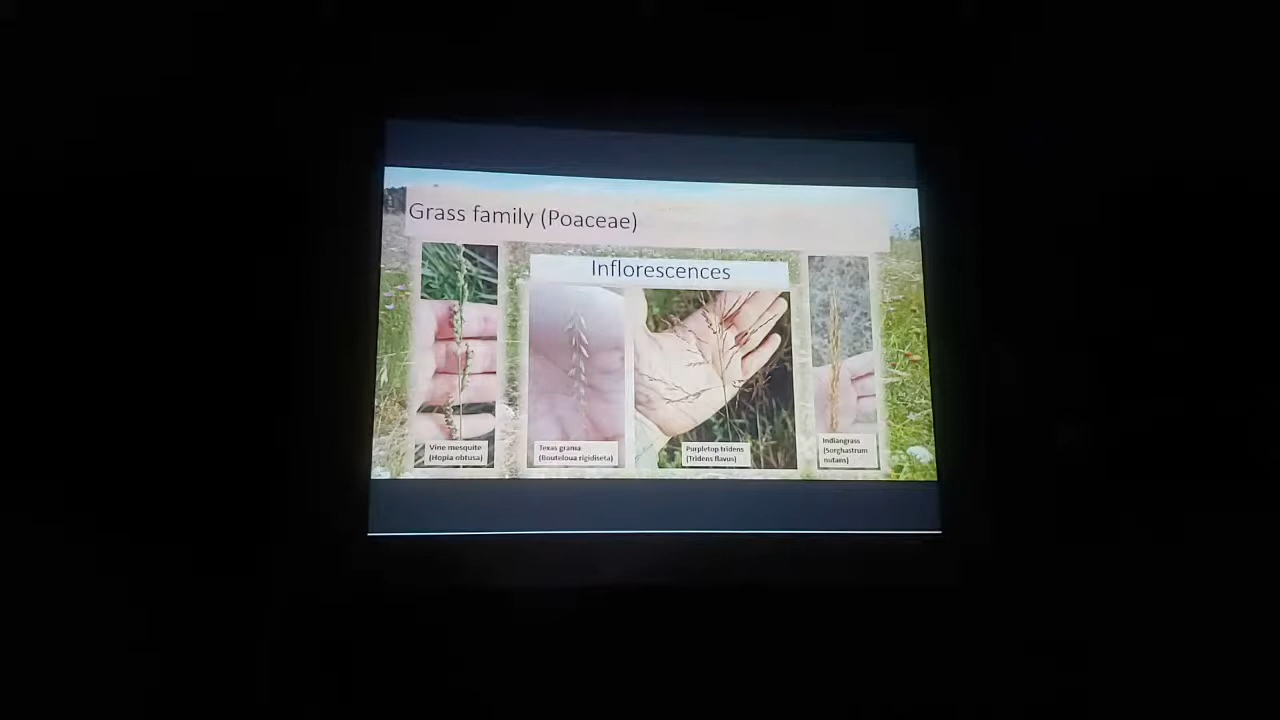 Grass family (Poaceae)
Inflorescences
Vine mesquite
(Hopia obtusa)
Texas grama
(Bouteloua rigidiseta)
Purpletop tridens
(Tridens flavus)
Indiangrass
(Sorghastrum
nutans)